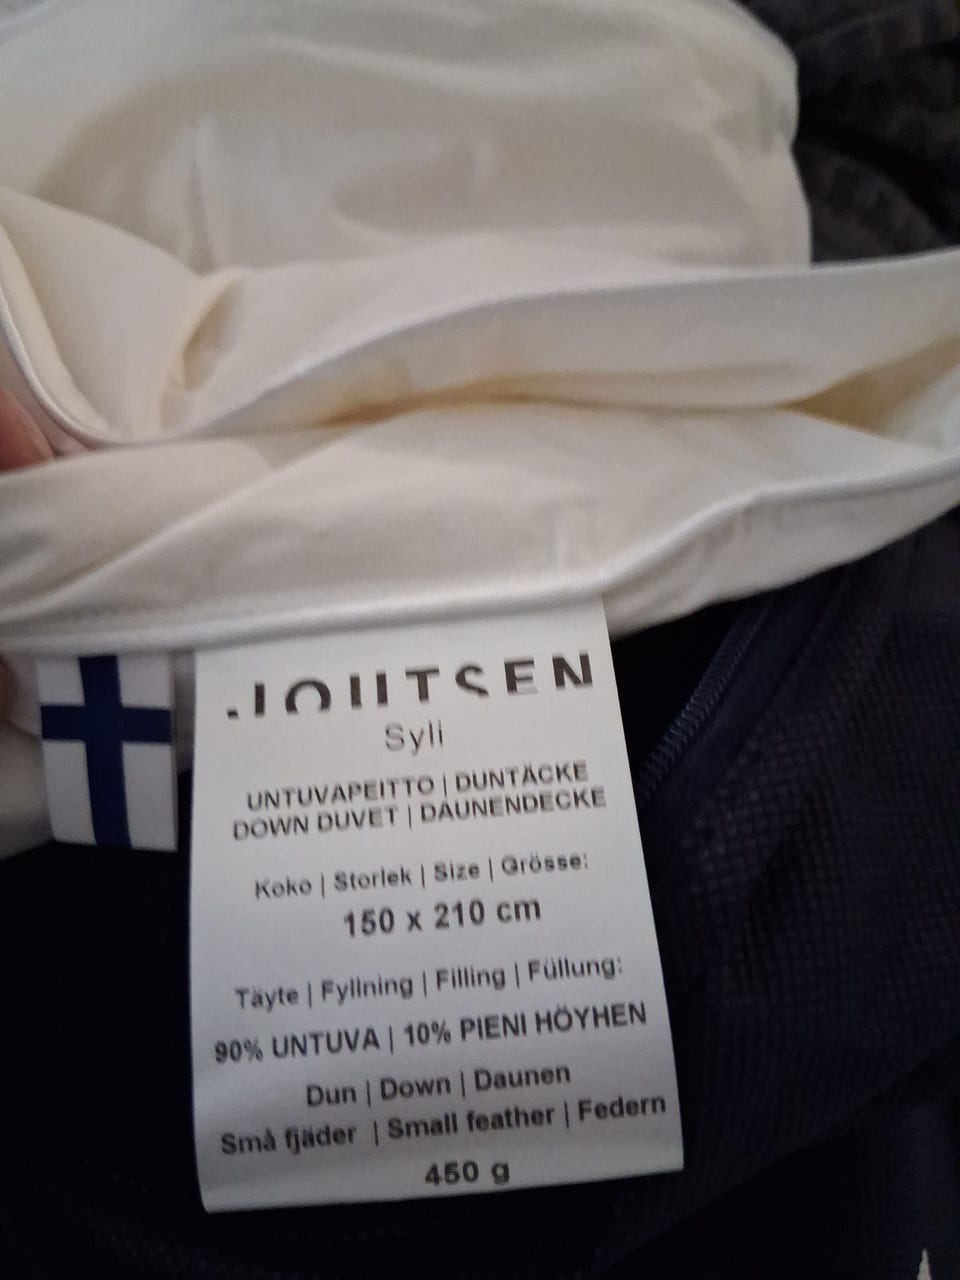 JOUTSEN
Syli
UNTUVAPEITTO | DUNTÄCKE
DOWN DUVET | DAUNENDECKE
Koko | Storlek | Size | Grösse:
150 x 210 cm
Täyte | Fyllning | Filling | Füllung:
90% UNTUVA | 10% PIENI HÖYHEN
Dun | Down | Daunen
Små fjäder | Small feather | Federn
450 g